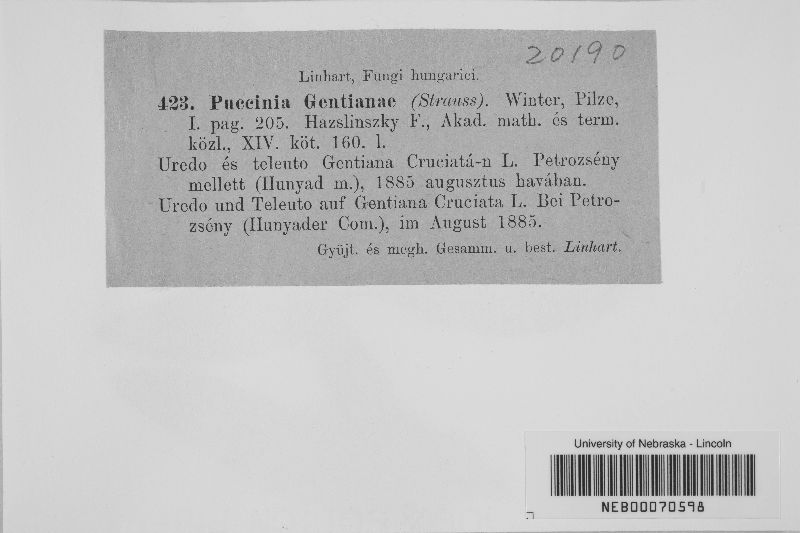 20190
Linhart, Fungi hungarici.
423. Puccinia Gentianae (Strauss). Winter, Pilze,
I. pag. 205. Hazslinszky F., Akad. math. és term.
közl., XIV. köt. 160. l.
Uredo és teleuto Gentiana Cruciatá-n L. Petrozsény
mellett (Hunyad m.), 1885 augusztus havában.
Uredo und Teleuto auf Gentiana Cruciata L. Bei Petro-
zsény (Hunyader Com.), im August 1885.
Gyüjt. és megh. Gesamm. u. best. Linhart.
University of Nebraska - Lincoln
NEB00070598